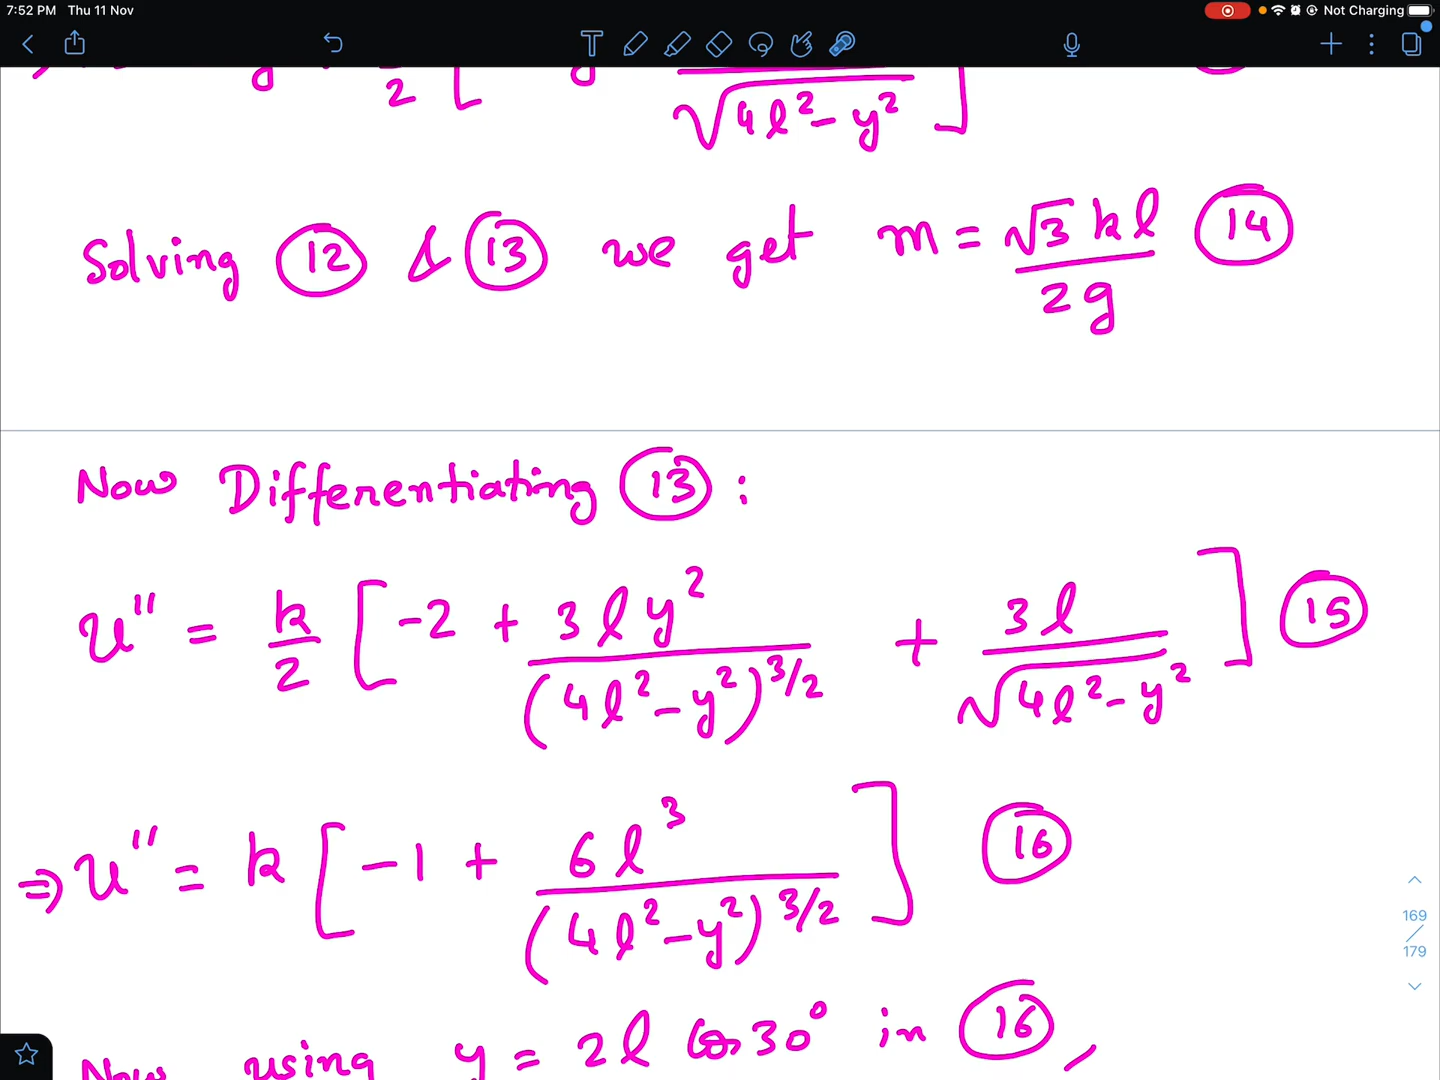 7:52 PM Thu 11 Nov
Not Charging
T
2 [ y
√4l²-y² ]
Solving 12 & 13 we get m = √3 kl / 2g 14
Now Differentiating 13 :
U'' = k/2 [ -2 + 3ly² / (4l²-y²)^3/2 + 3l / √4l²-y² ] 15
⇒ U'' = k [ -1 + 6l³ / (4l²-y²)^3/2 ] 16
169 / 179
Now using y = 2l cos 30° in 16 ,